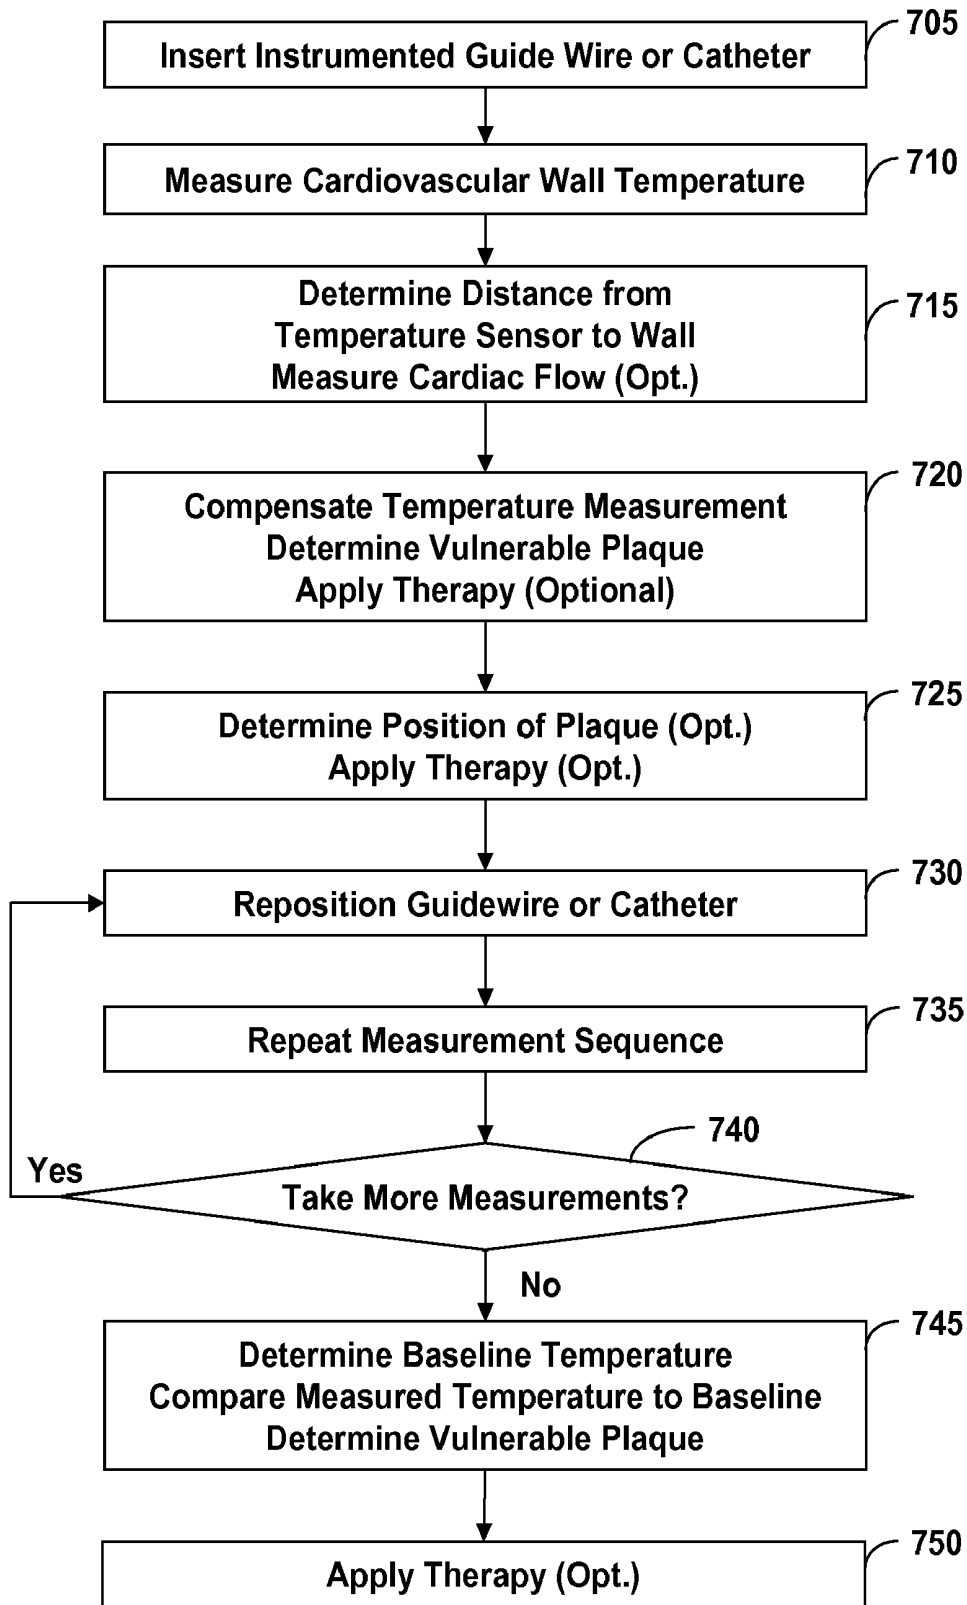 705
Insert Instrumented Guide Wire or Catheter
710
Measure Cardiovascular Wall Temperature
715
Determine Distance from
Temperature Sensor to Wall
Measure Cardiac Flow (Opt.)
720
Compensate Temperature Measurement
Determine Vulnerable Plaque
Apply Therapy (Optional)
725
Determine Position of Plaque (Opt.)
Apply Therapy (Opt.)
730
Reposition Guidewire or Catheter
735
Repeat Measurement Sequence
740
Yes
Take More Measurements?
No
745
Determine Baseline Temperature
Compare Measured Temperature to Baseline
Determine Vulnerable Plaque
750
Apply Therapy (Opt.)